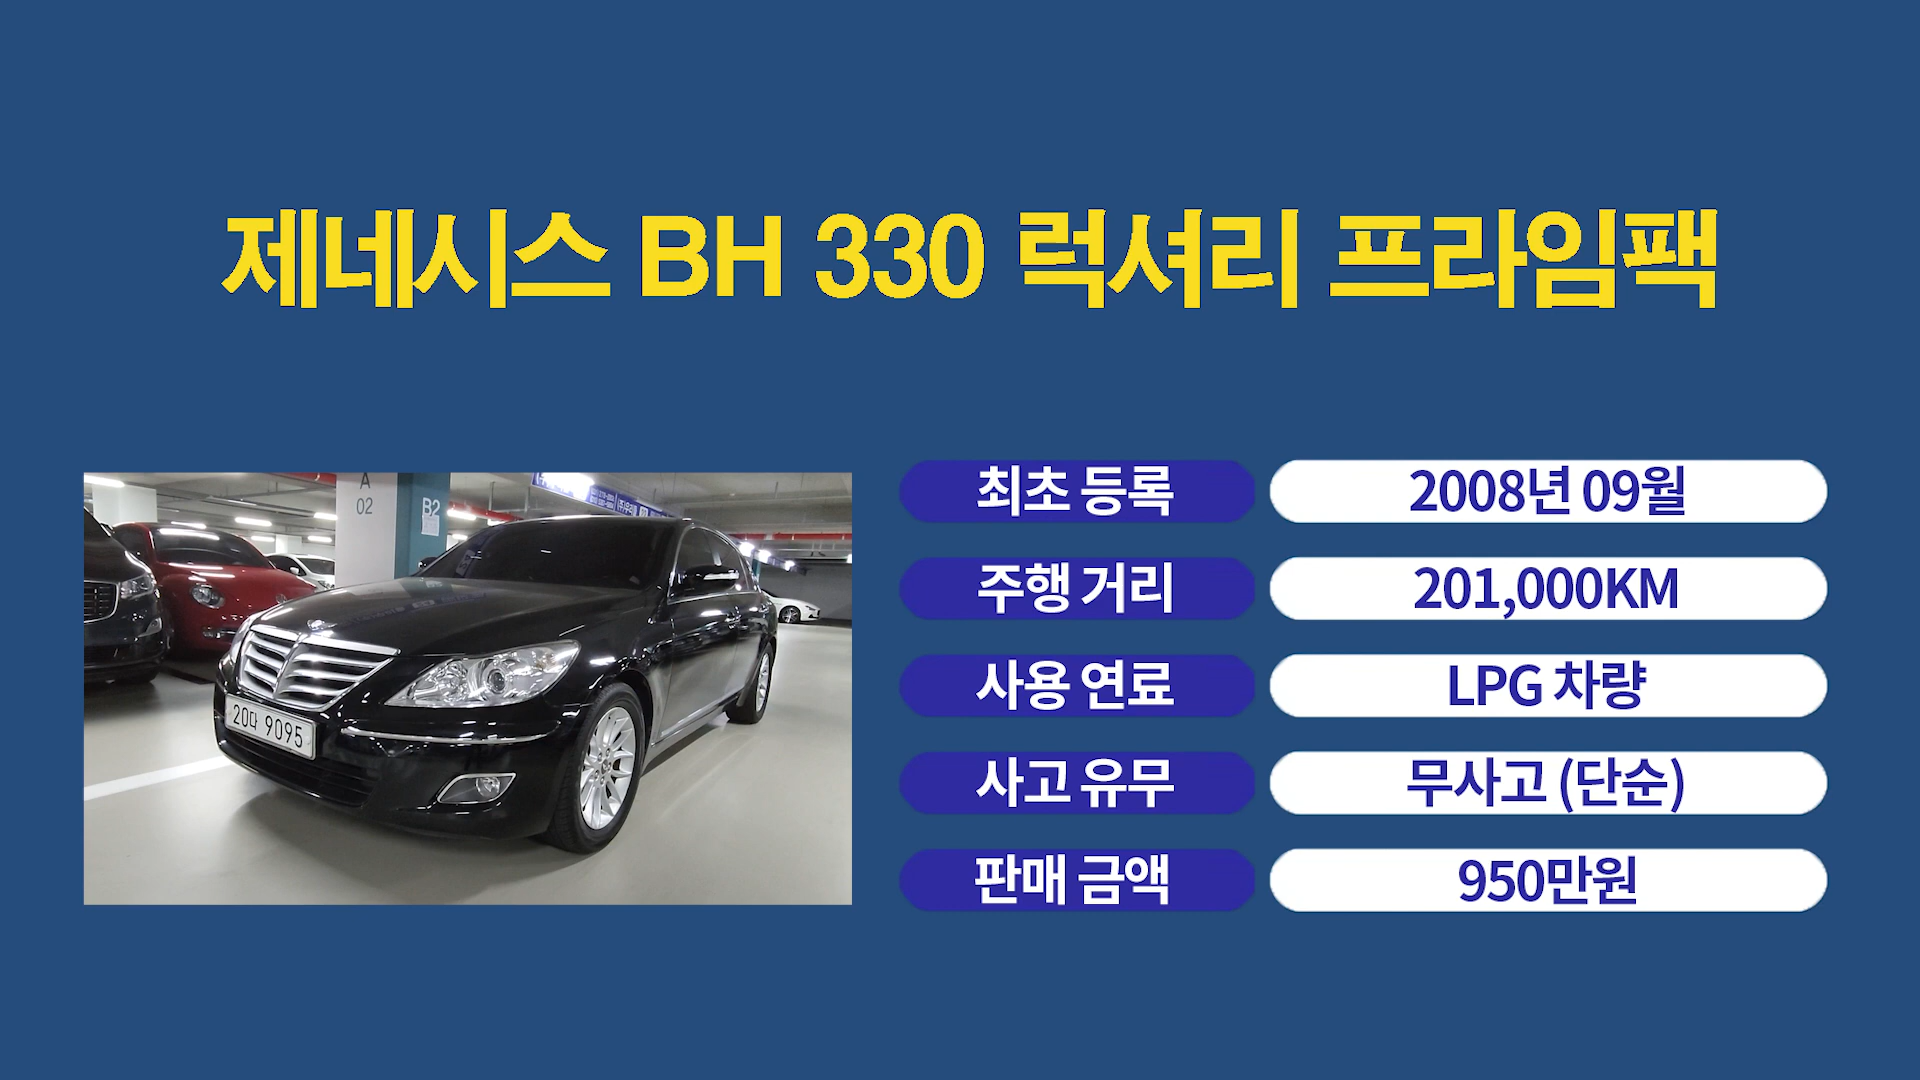 제네시스 BH 330 럭셔리 프라임팩
최초 등록 2008년 09월
주행 거리 201,000KM
사용 연료 LPG 차량
사고 유무 무사고 (단순)
판매 금액 950만원
A
02
B2
20다 9095